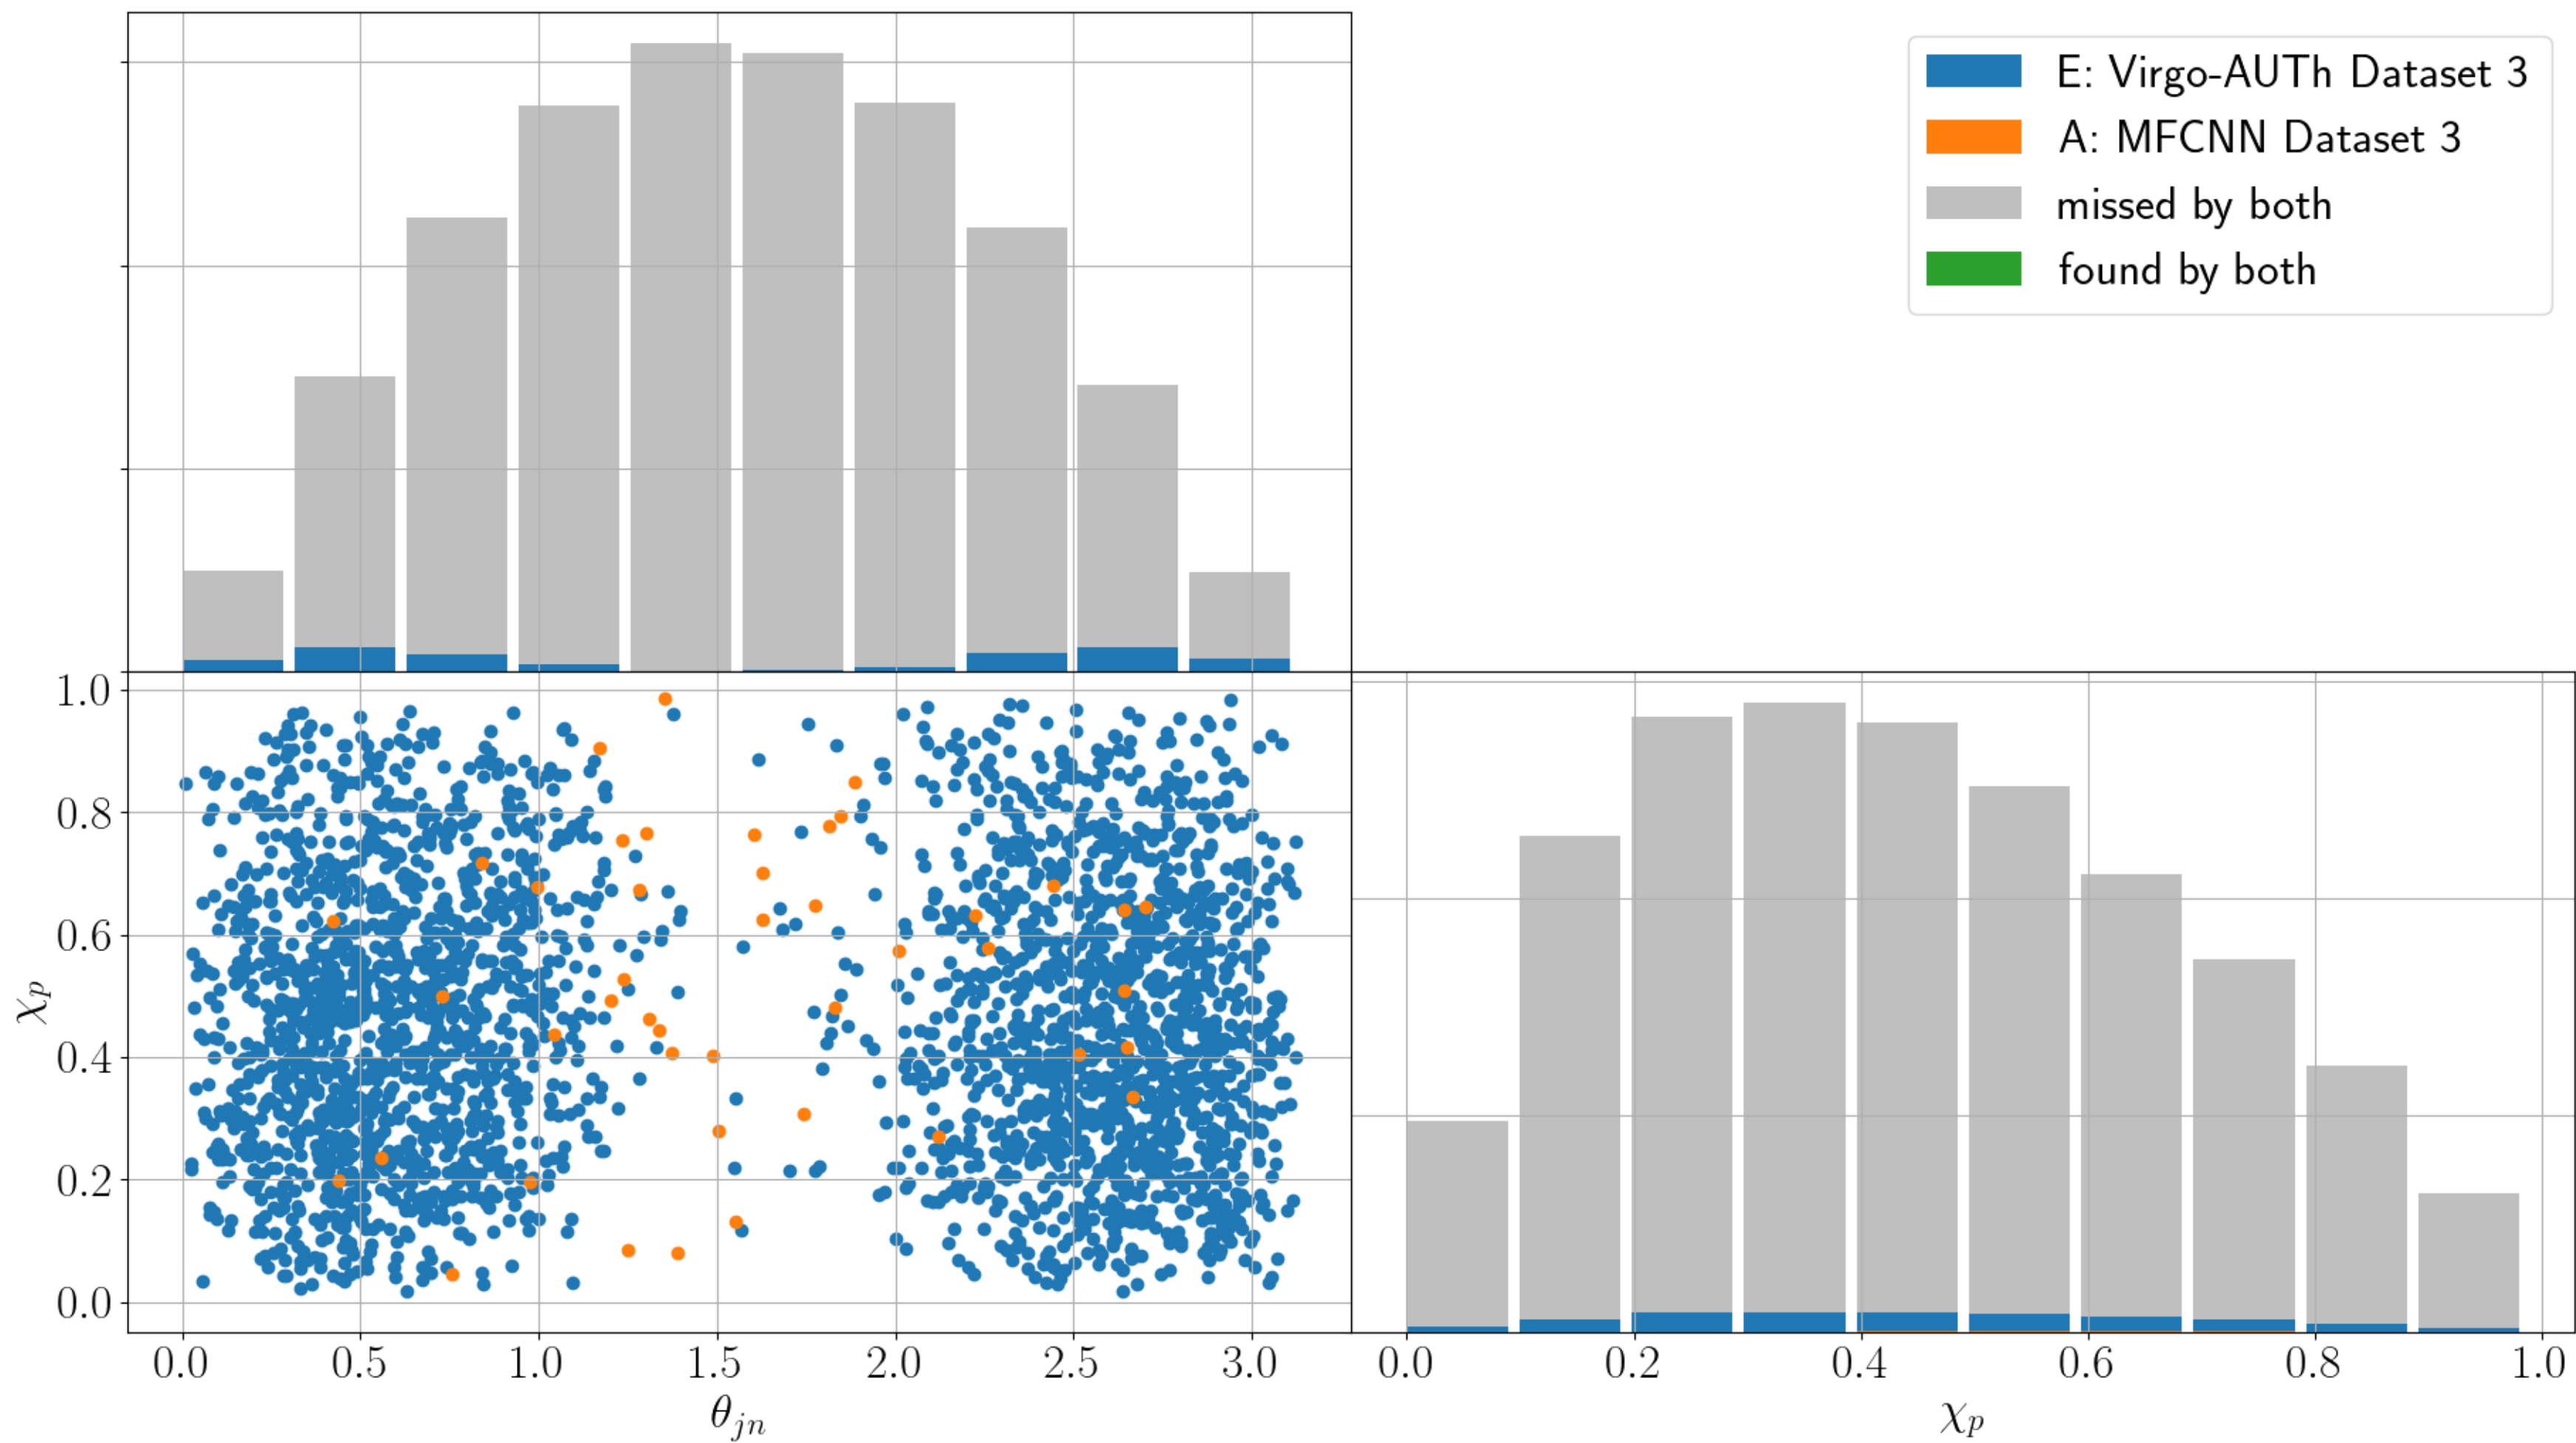 E: Virgo-AUTh Dataset 3
A: MFCNN Dataset 3
missed by both
found by both
1.0
0.8
0.6
0.4
0.2
0.0
χp
0.0 0.5 1.0 1.5 2.0 2.5 3.0
θjn
0.0 0.2 0.4 0.6 0.8 1.0
χp